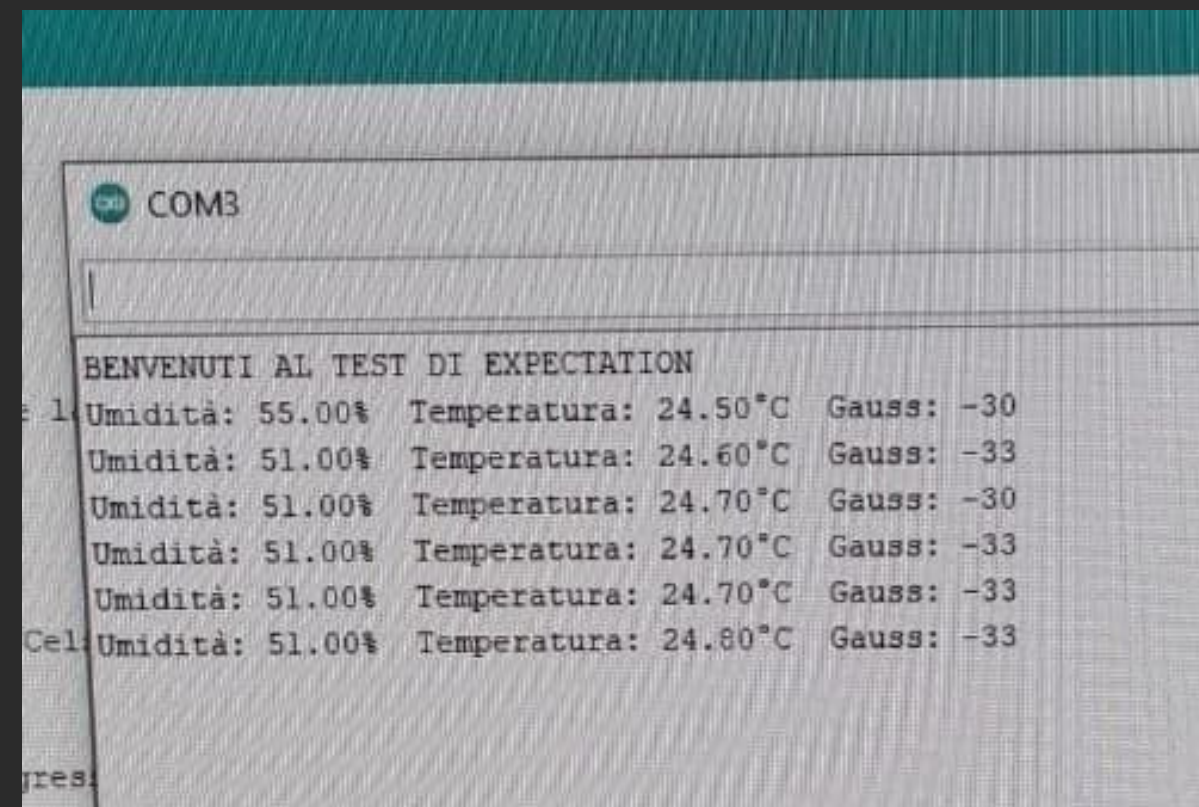 COM3
BENVENUTI AL TEST DI EXPECTATION
Umidità: 55.00% Temperatura: 24.50°C Gauss: -30
Umidità: 51.00% Temperatura: 24.60°C Gauss: -33
Umidità: 51.00% Temperatura: 24.70°C Gauss: -30
Umidità: 51.00% Temperatura: 24.70°C Gauss: -33
Umidità: 51.00% Temperatura: 24.70°C Gauss: -33
Umidità: 51.00% Temperatura: 24.80°C Gauss: -33